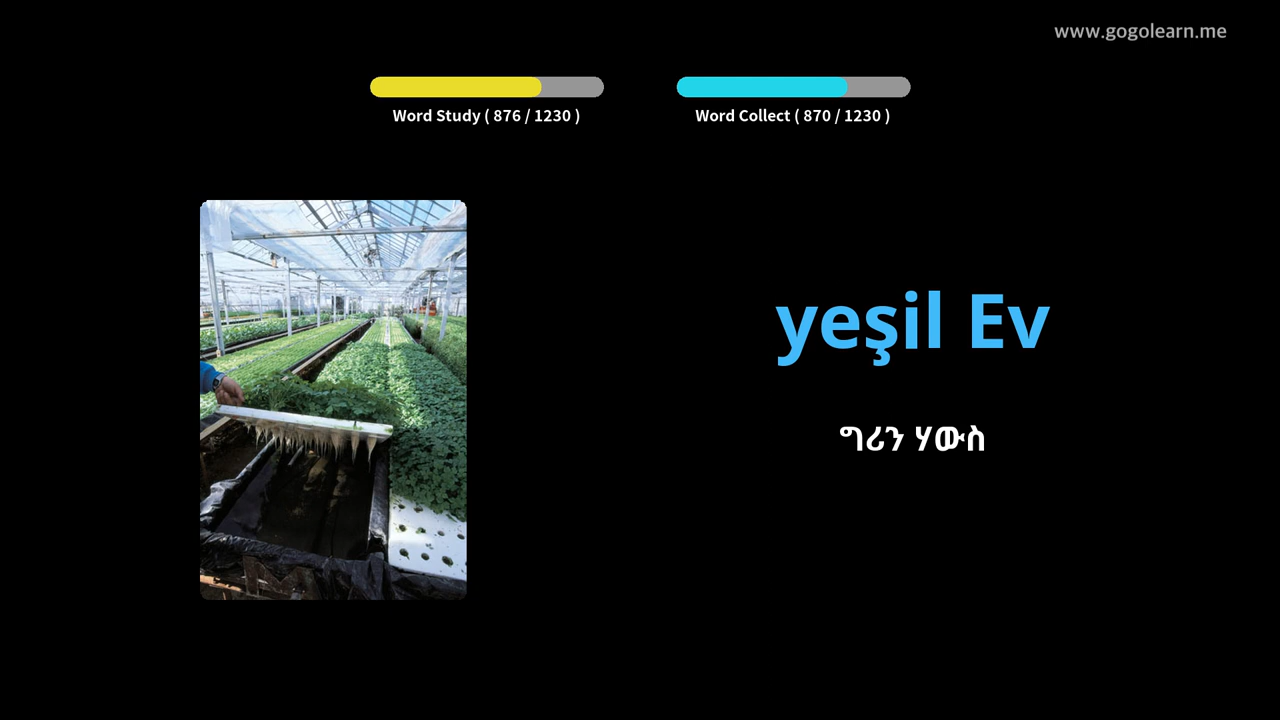 www.gogolearn.me
Word Study ( 876 / 1230 )
Word Collect ( 870 / 1230 )
yeşil Ev
ግሪን ሃውስ